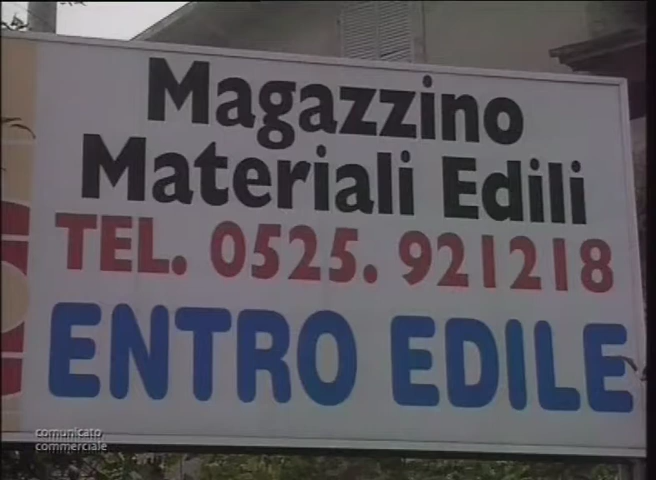 Magazzino
Materiali Edili
TEL. 0525. 921218
ENTRO EDILE
comunicato
commerciale